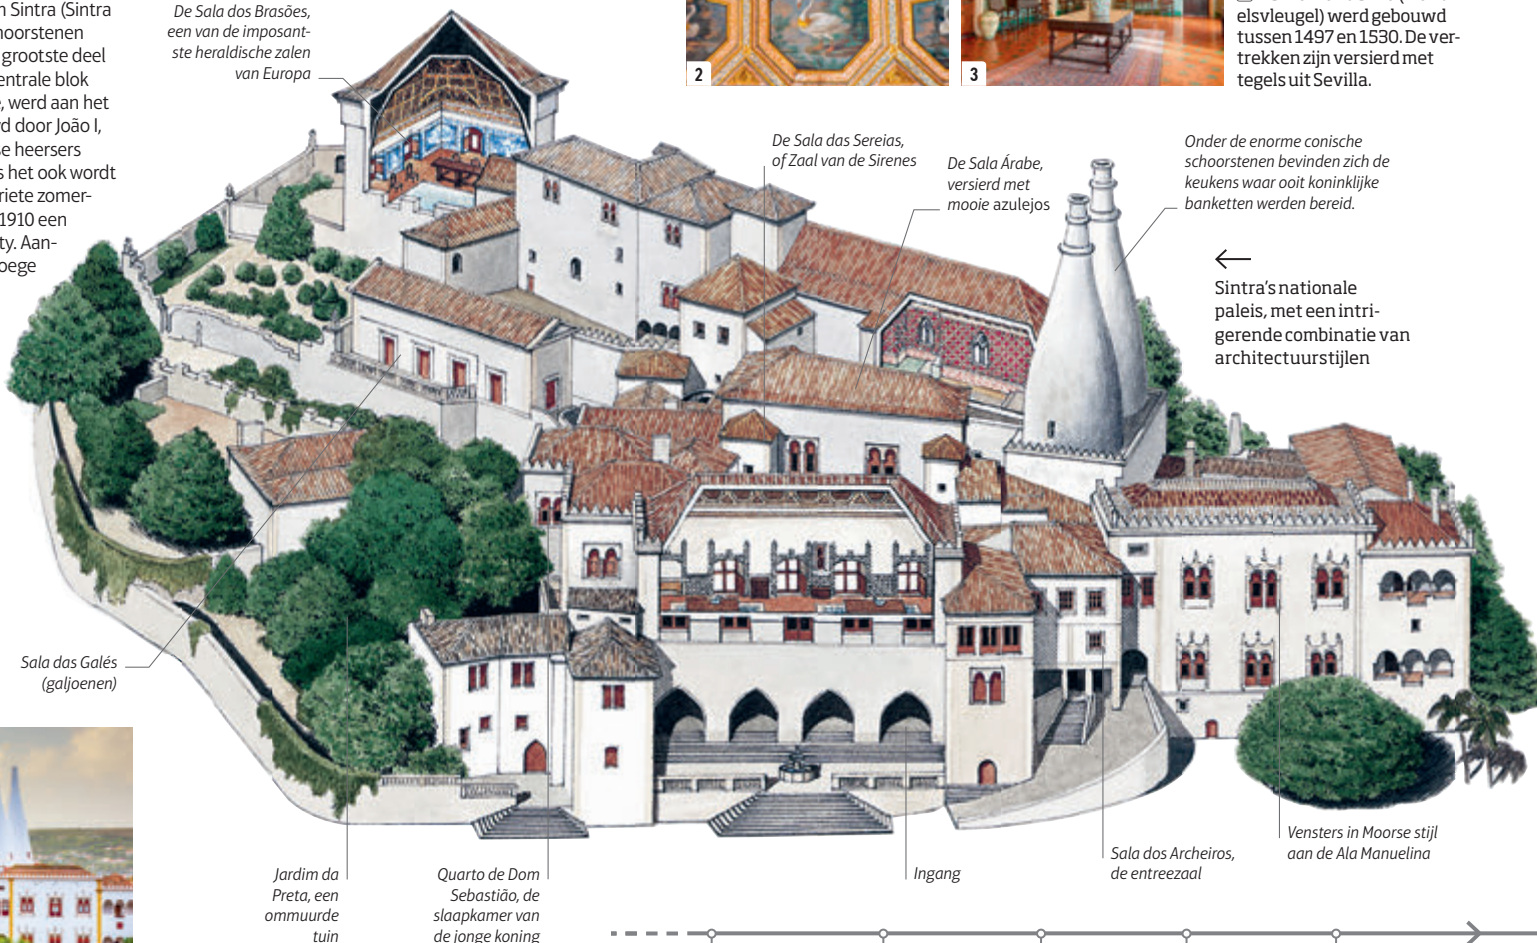 n Sintra (Sintra
hoorstenen
grootste deel
entrale blok
, werd aan het
d door João I,
e heersers
s het ook wordt
riete zomer-
1910 een
ty. Aan-
oege
De Sala dos Brasões,
een van de imposant-
ste heraldische zalen
van Europa
2
3
elsvleugel) werd gebouwd
tussen 1497 en 1530. De ver-
trekken zijn versierd met
tegels uit Sevilla.
De Sala das Sereias,
of Zaal van de Sirenes
De Sala Árabe,
versierd met
mooie azulejos
Onder de enorme conische
schoorstenen bevinden zich de
keukens waar ooit koninklijke
banketten werden bereid.
Sintra's nationale
paleis, met een intri-
gerende combinatie van
architectuurstijlen
Sala das Galés
(galjoenen)
Jardim da
Preta, een
ommuurde
tuin
Quarto de Dom
Sebastião, de
slaapkamer van
de jonge koning
Ingang
Sala dos Archeiros,
de entreezaal
Vensters in Moorse stijl
aan de Ala Manuelina